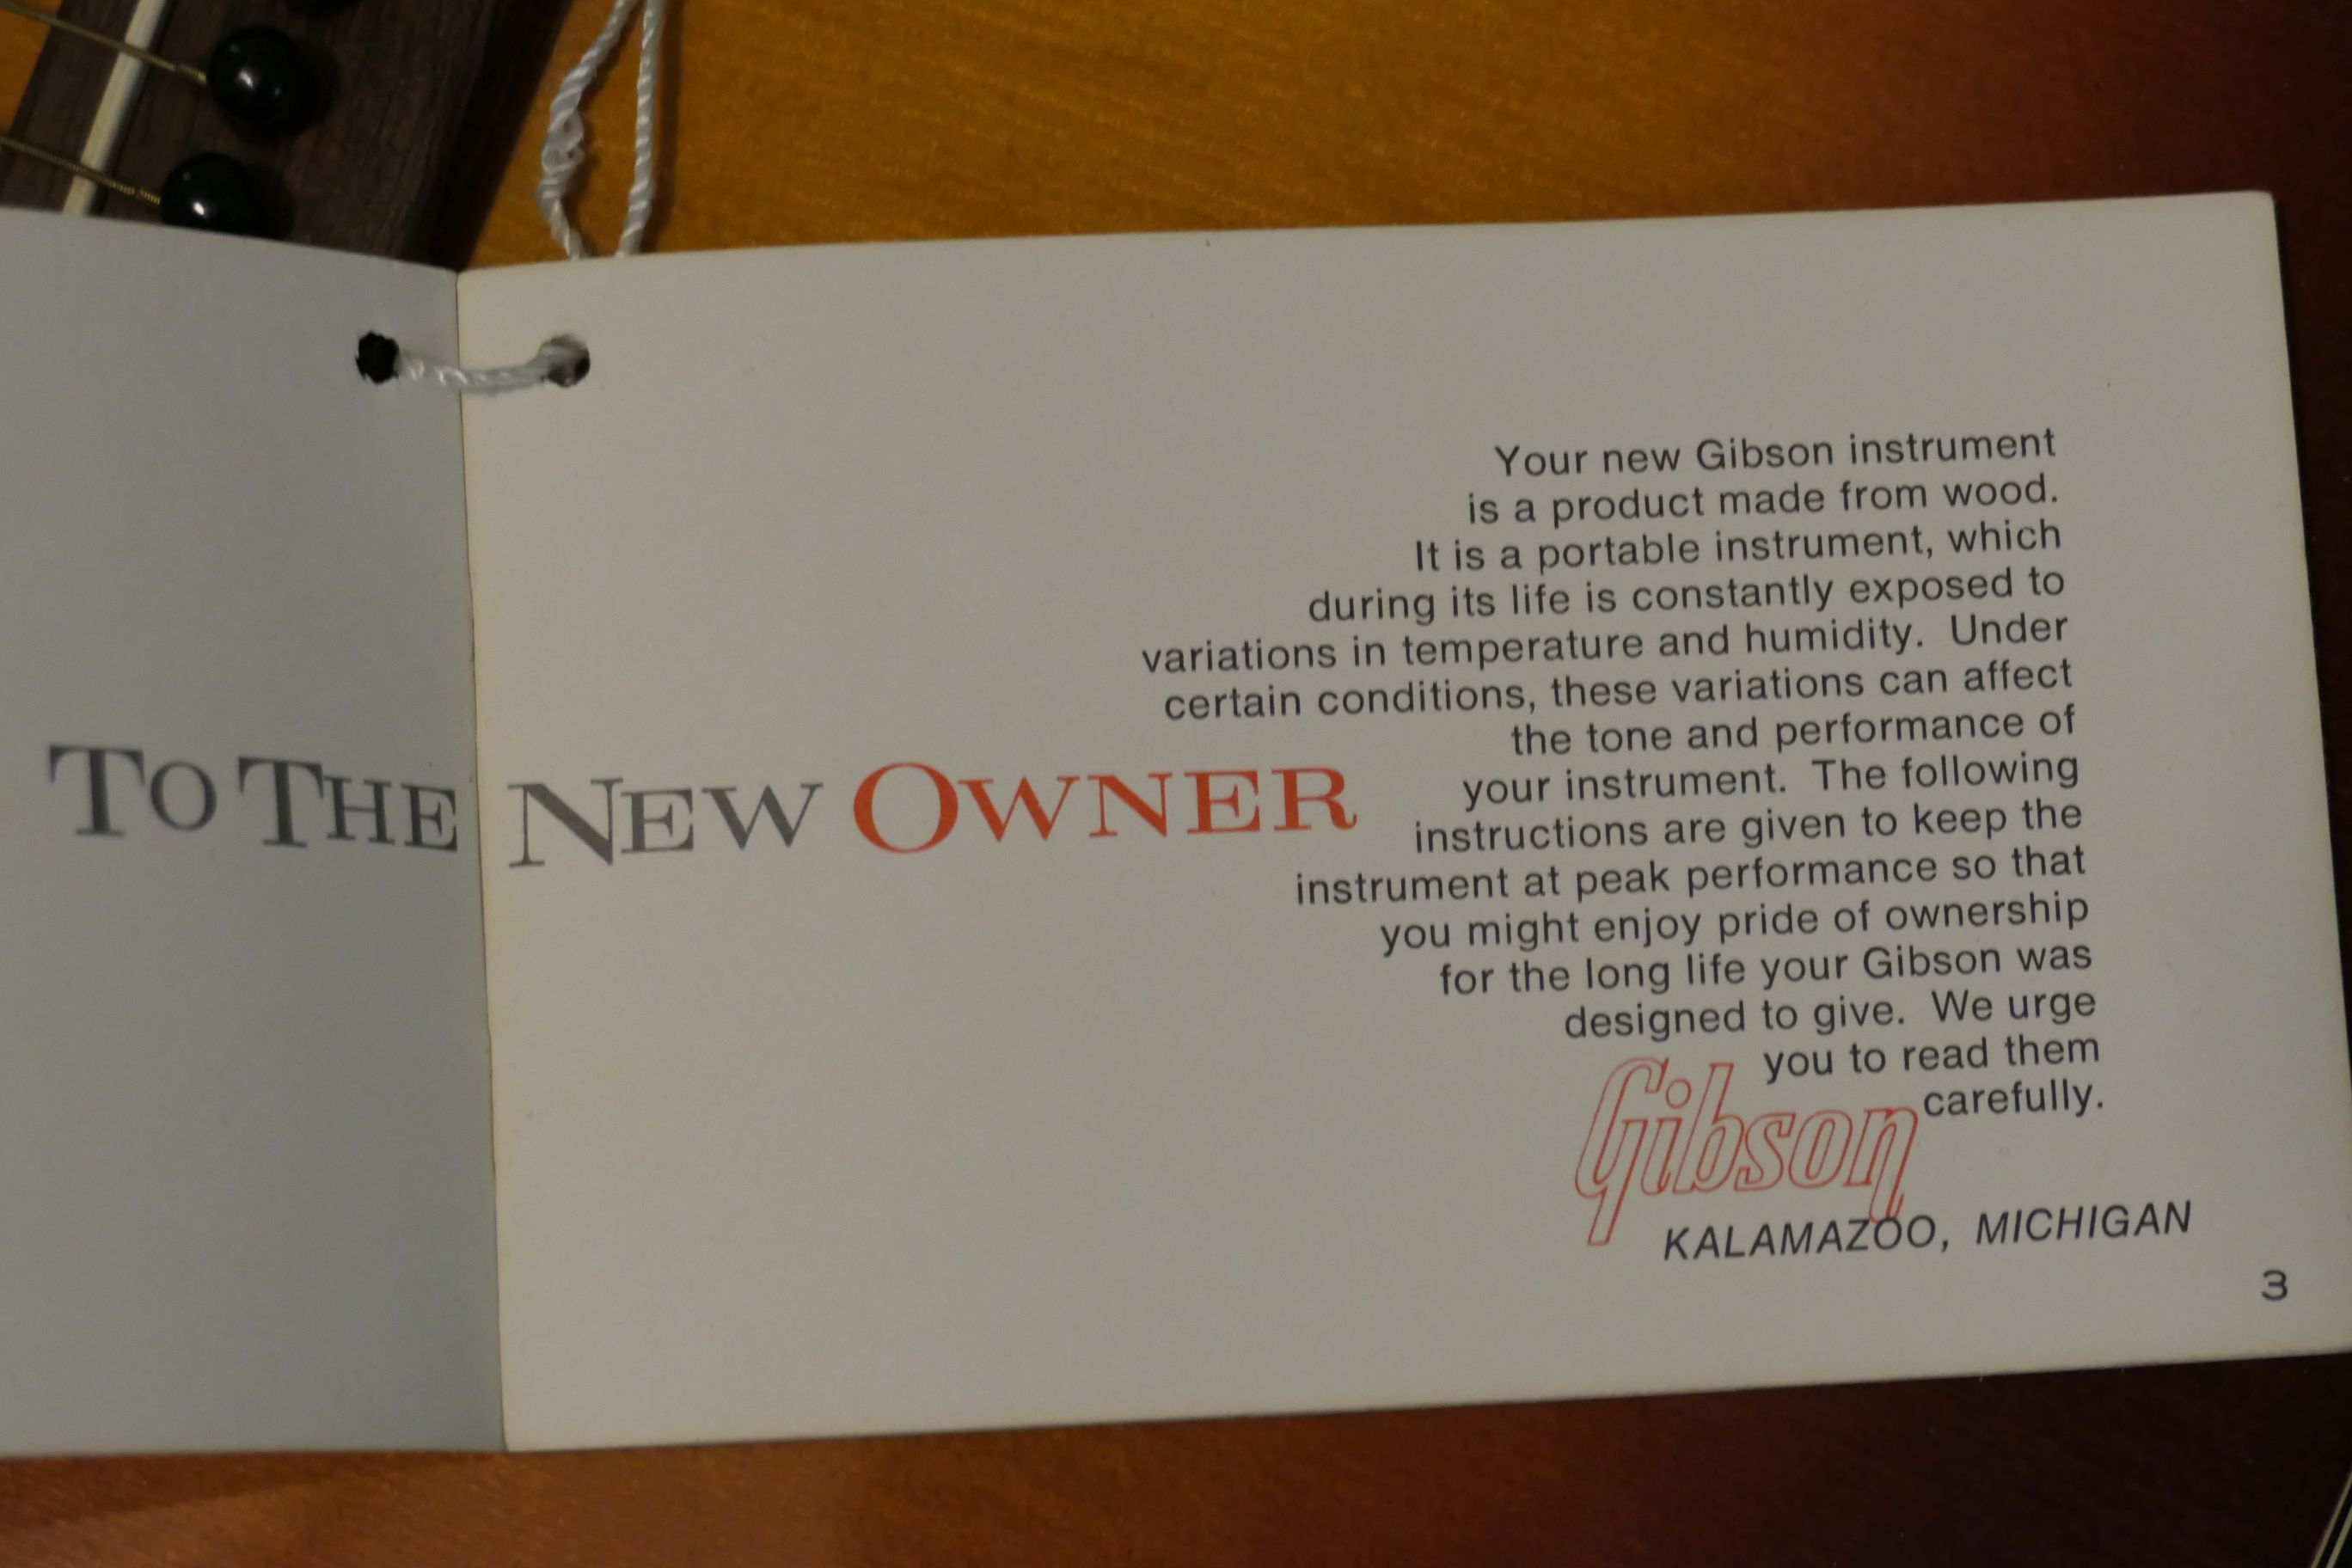 TO THE NEW OWNER
Your new Gibson instrument
is a product made from wood.
It is a portable instrument, which
during its life is constantly exposed to
variations in temperature and humidity. Under
certain conditions, these variations can affect
the tone and performance of
your instrument. The following
instructions are given to keep the
instrument at peak performance so that
you might enjoy pride of ownership
for the long life your Gibson was
designed to give. We urge
you to read them
carefully.
Gibson
KALAMAZOO, MICHIGAN
3